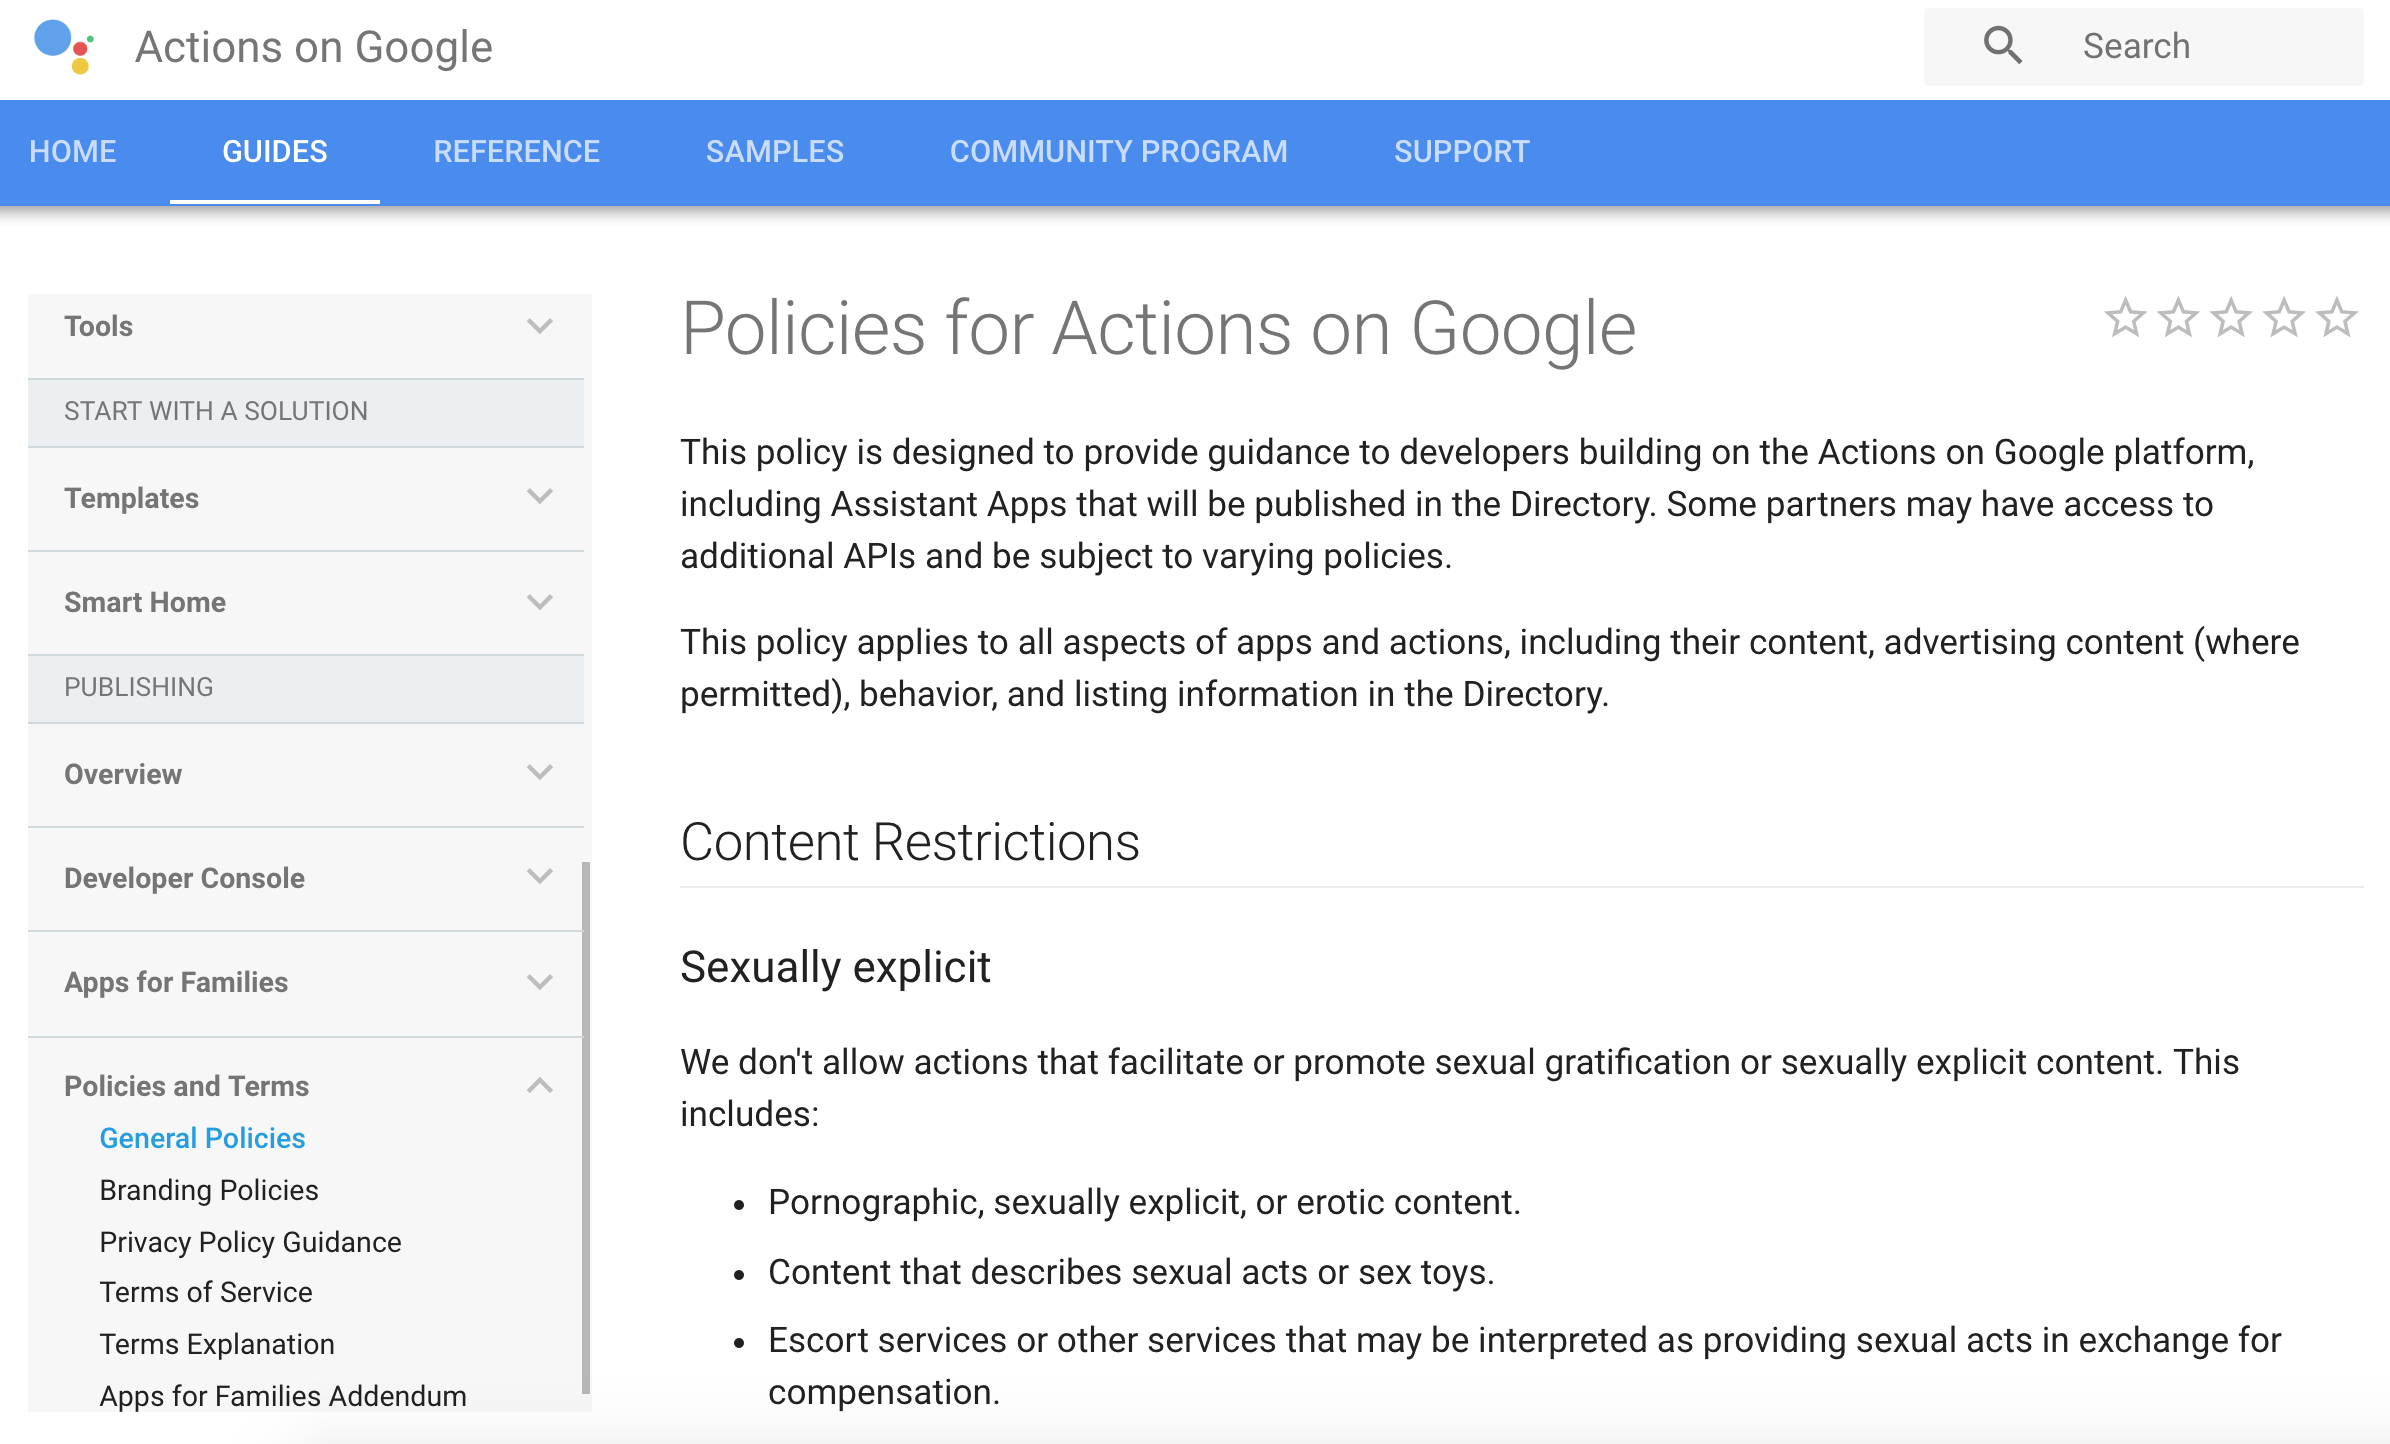 Actions on Google
Search
HOME
GUIDES
REFERENCE
SAMPLES
COMMUNITY PROGRAM
SUPPORT
Tools
START WITH A SOLUTION
Templates
Smart Home
PUBLISHING
Overview
Developer Console
Apps for Families
Policies and Terms
General Policies
Branding Policies
Privacy Policy Guidance
Terms of Service
Terms Explanation
Apps for Families Addendum
Policies for Actions on Google
This policy is designed to provide guidance to developers building on the Actions on Google platform,
including Assistant Apps that will be published in the Directory. Some partners may have access to
additional APIs and be subject to varying policies.
This policy applies to all aspects of apps and actions, including their content, advertising content (where
permitted), behavior, and listing information in the Directory.
Content Restrictions
Sexually explicit
We don't allow actions that facilitate or promote sexual gratification or sexually explicit content. This
includes:
• Pornographic, sexually explicit, or erotic content.
• Content that describes sexual acts or sex toys.
• Escort services or other services that may be interpreted as providing sexual acts in exchange for
compensation.